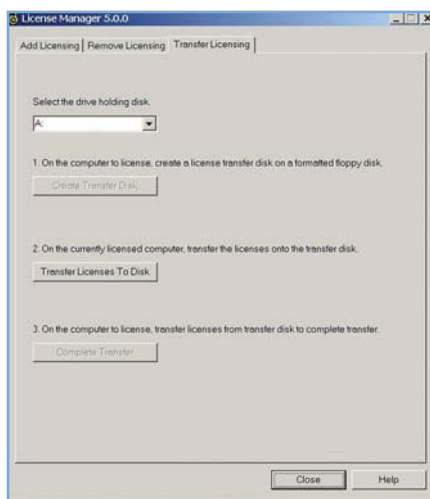 License Manager 5.0.0
Add Licensing Remove Licensing Transfer Licensing
Select the drive holding disk.
A:
1. On the computer to license, create a license transfer disk on a formatted floppy disk.
Create Transfer Disk
2. On the currently licensed computer, transfer the licenses onto the transfer disk.
Transfer Licenses To Disk
3. On the computer to license, transfer licenses from transfer disk to complete transfer.
Complete Transfer
Close Help